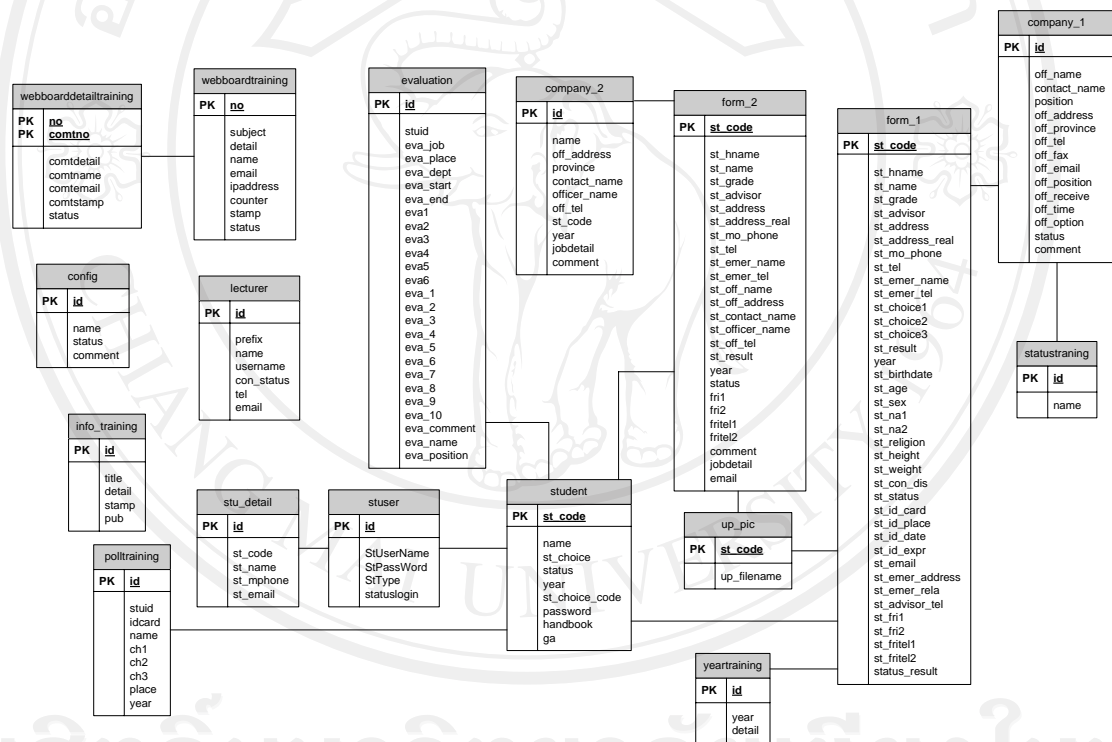 webboarddetailtraining
PK no
PK comtno
comtdetail
comtname
comtemail
comtstamp
status
webboardtraining
PK no
subject
detail
name
email
ipaddress
counter
stamp
status
evaluation
PK id
stuid
eva_job
eva_place
eva_dept
eva_start
eva_end
eva1
eva2
eva3
eva4
eva5
eva6
eva_1
eva_2
eva_3
eva_4
eva_5
eva_6
eva_7
eva_8
eva_9
eva_10
eva_comment
eva_name
eva_position
company_2
PK id
name
off_address
province
contact_name
officer_name
off_tel
st_code
year
jobdetail
comment
form_2
PK st_code
st_hname
st_name
st_grade
st_advisor
st_address
st_address_real
st_mo_phone
st_tel
st_emer_name
st_emer_tel
st_off_name
st_off_address
st_contact_name
st_officer_name
st_off_tel
st_result
year
status
fri1
fri2
fritel1
fritel2
comment
jobdetail
email
form_1
PK st_code
st_hname
st_name
st_grade
st_advisor
st_address
st_address_real
st_mo_phone
st_tel
st_emer_name
st_emer_tel
st_choice1
st_choice2
st_choice3
st_result
year
st_birthdate
st_age
st_sex
st_na1
st_na2
st_religion
st_height
st_weight
st_con_dis
st_status
st_id_card
st_id_place
st_id_date
st_id_expr
st_email
st_emer_address
st_emer_rela
st_advisor_tel
st_fri1
st_fri2
st_fritel1
st_fritel2
status_result
company_1
PK id
off_name
contact_name
position
off_address
off_province
off_tel
off_fax
off_email
off_position
off_receive
off_time
off_option
status
comment
config
PK id
name
status
comment
lecturer
PK id
prefix
name
username
con_status
tel
email
statustraning
PK id
name
info_training
PK id
title
detail
stamp
pub
stu_detail
PK id
st_code
st_name
st_mphone
st_email
stuser
PK id
StUserName
StPassWord
StType
statuslogin
student
PK st_code
name
st_choice
status
year
st_choice_code
password
handbook
ga
up_pic
PK st_code
up_filename
polltraining
PK id
stuid
idcard
name
ch1
ch2
ch3
place
year
yeartraining
PK id
year
detail
CHIANG MAI UNIVERSITY 1964